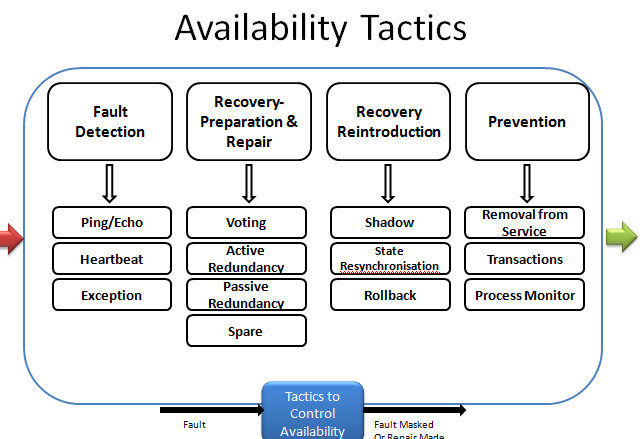 Availability Tactics
Fault
Detection
Recovery-
Preparation &
Repair
Recovery
Reintroduction
Prevention
Ping/Echo
Heartbeat
Exception
Voting
Active
Redundancy
Passive
Redundancy
Spare
Shadow
State
Resynchronisation
Rollback
Removal from
Service
Transactions
Process Monitor
Fault
Tactics to
Control
Availability
Fault Masked
Or Repair Made